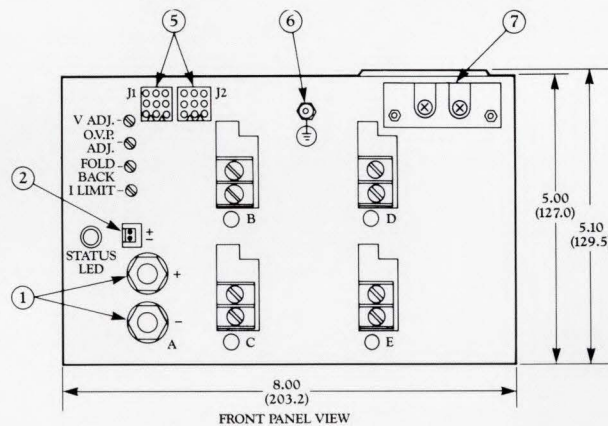 5
6
7
J1
J2
V ADJ.
O.V.P.
ADJ.
FOLD
BACK
I LIMIT
2
+
−
STATUS
LED
1
+
−
A
B
D
C
E
5.00
(127.0)
5.10
(129.5
8.00
(203.2)
FRONT PANEL VIEW